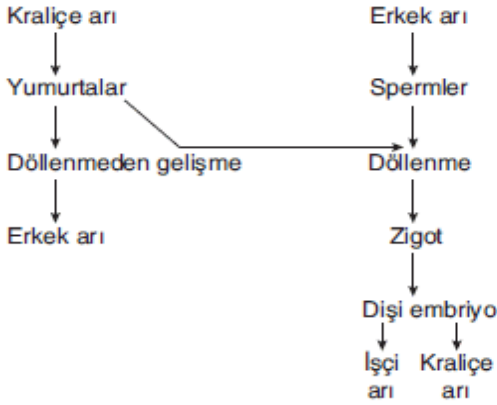 Kraliçe arı
Erkek arı
Yumurtalar
Spermler
Döllenmeden gelişme
Döllenme
Erkek arı
Zigot
Dişi embriyo
İşçi arı
Kraliçe arı